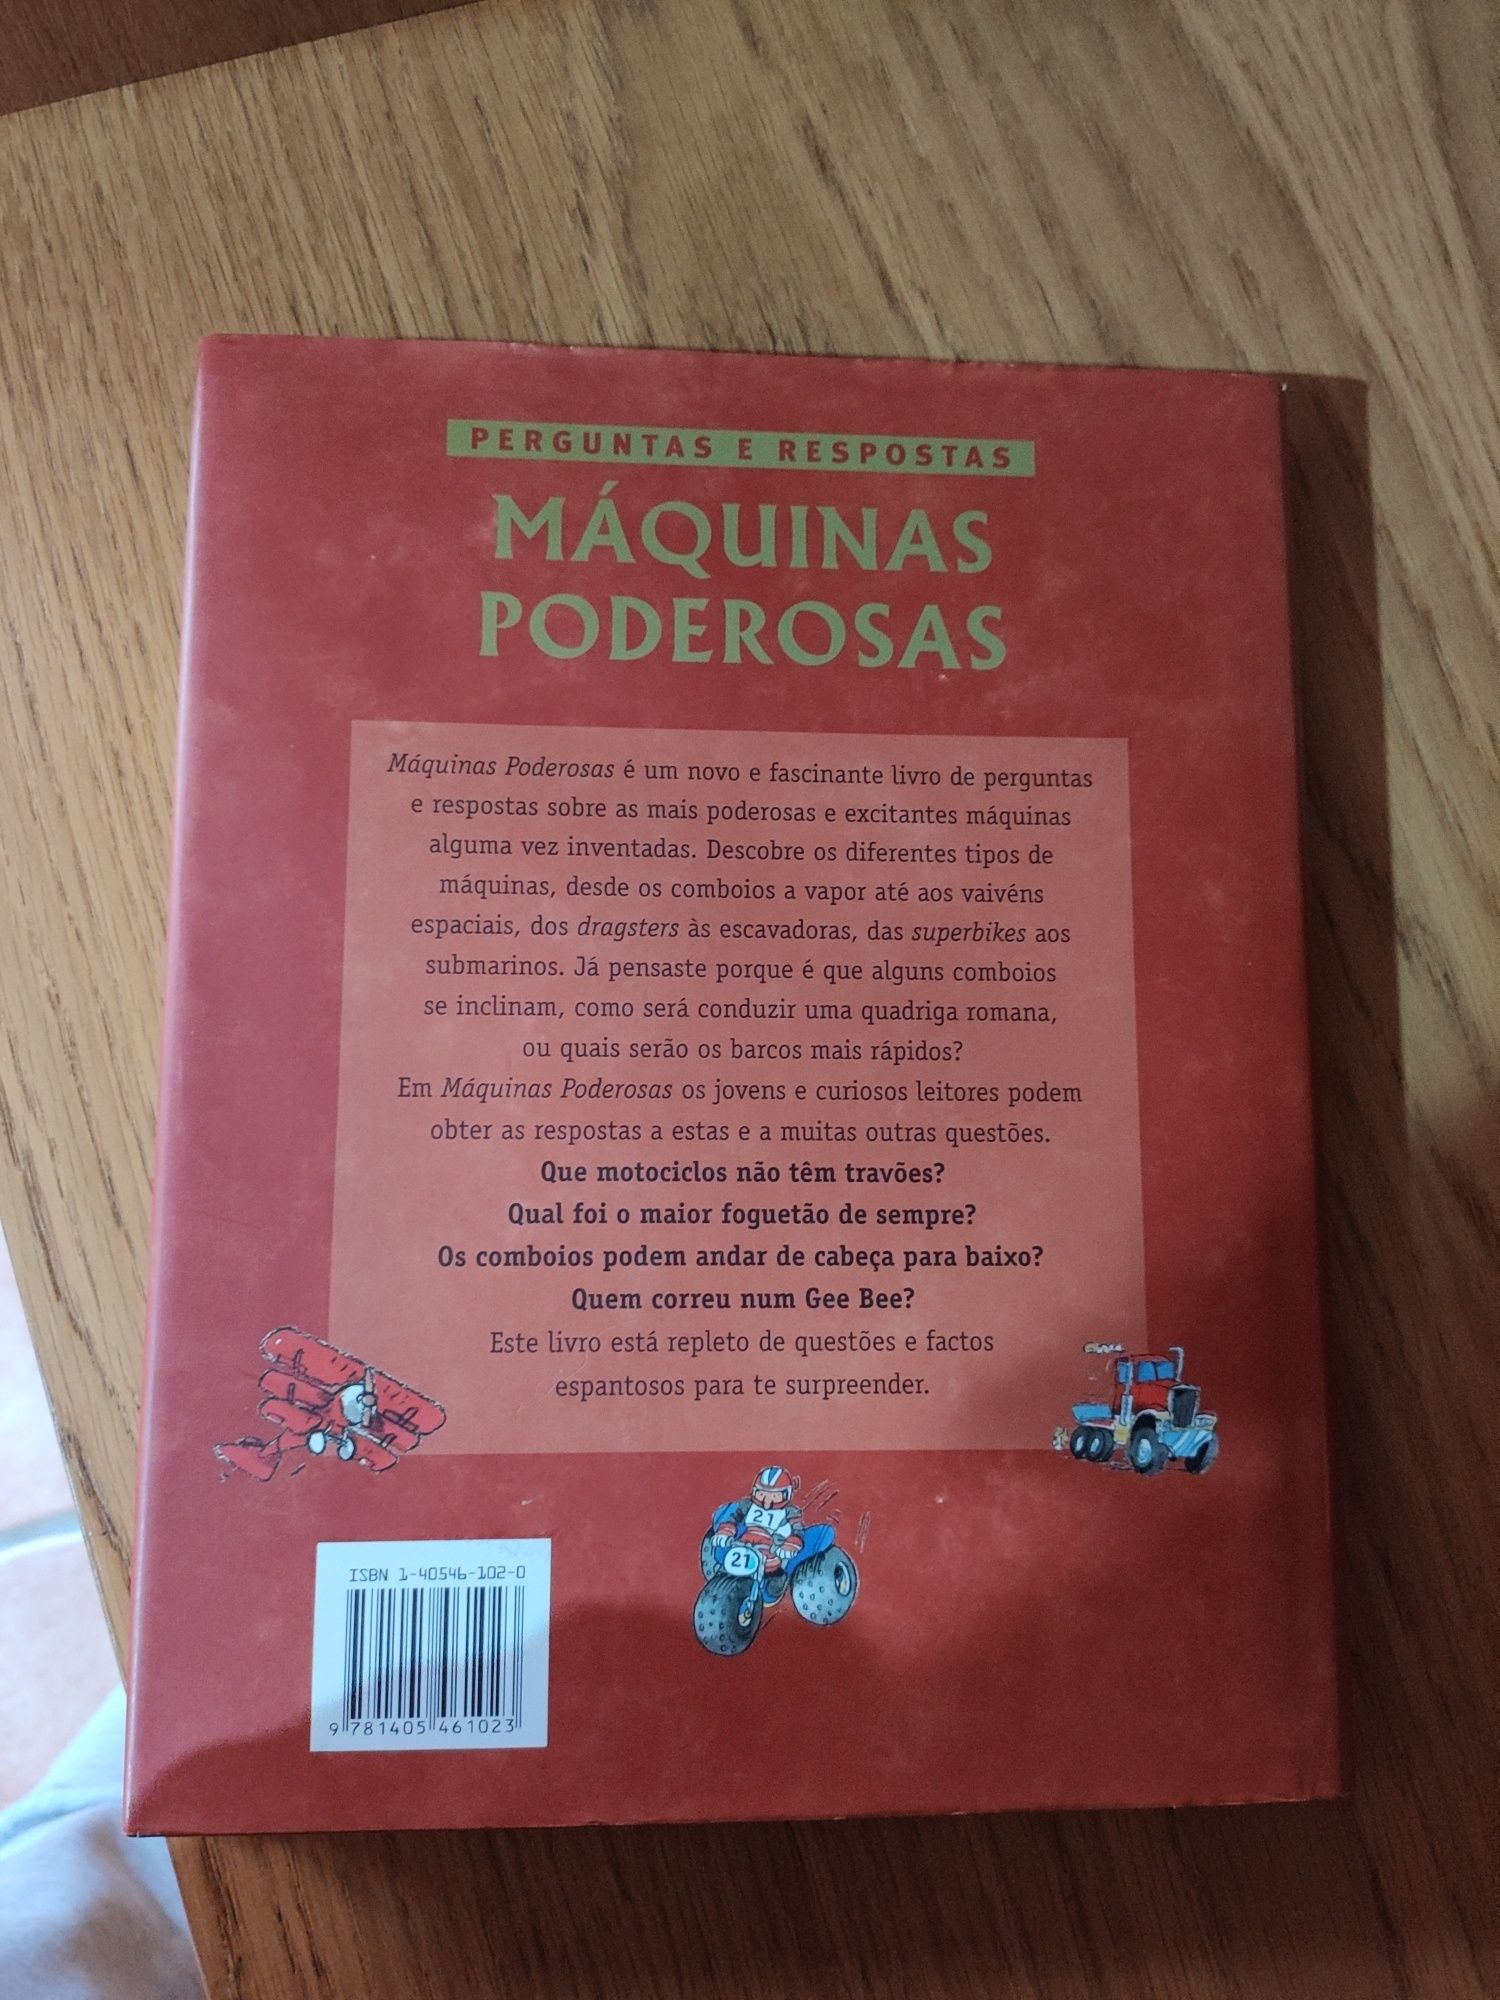 PERGUNTAS E RESPOSTAS
MÁQUINAS
PODEROSAS
Máquinas Poderosas é um novo e fascinante livro de perguntas
e respostas sobre as mais poderosas e excitantes máquinas
alguma vez inventadas. Descobre os diferentes tipos de
máquinas, desde os comboios a vapor até aos vaivéns
espaciais, dos dragsters às escavadoras, das superbikes aos
submarinos. Já pensaste porque é que alguns comboios
se inclinam, como será conduzir uma quadriga romana,
ou quais serão os barcos mais rápidos?
Em Máquinas Poderosas os jovens e curiosos leitores podem
obter as respostas a estas e a muitas outras questões.
Que motociclos não têm travões?
Qual foi o maior foguetão de sempre?
Os comboios podem andar de cabeça para baixo?
Quem correu num Gee Bee?
Este livro está repleto de questões e factos
espantosos para te surpreender.
21
21
ISBN 1-40546-102-0
9 781405 461023